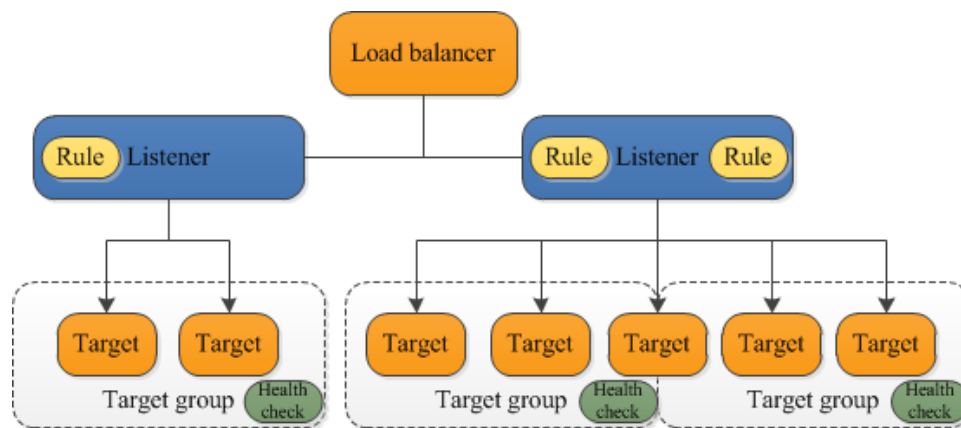 Load balancer
Rule Listener
Rule Listener Rule
Target Target
Target Target Target Target Target
Target group Health check
Target group Health check
Target group Health check